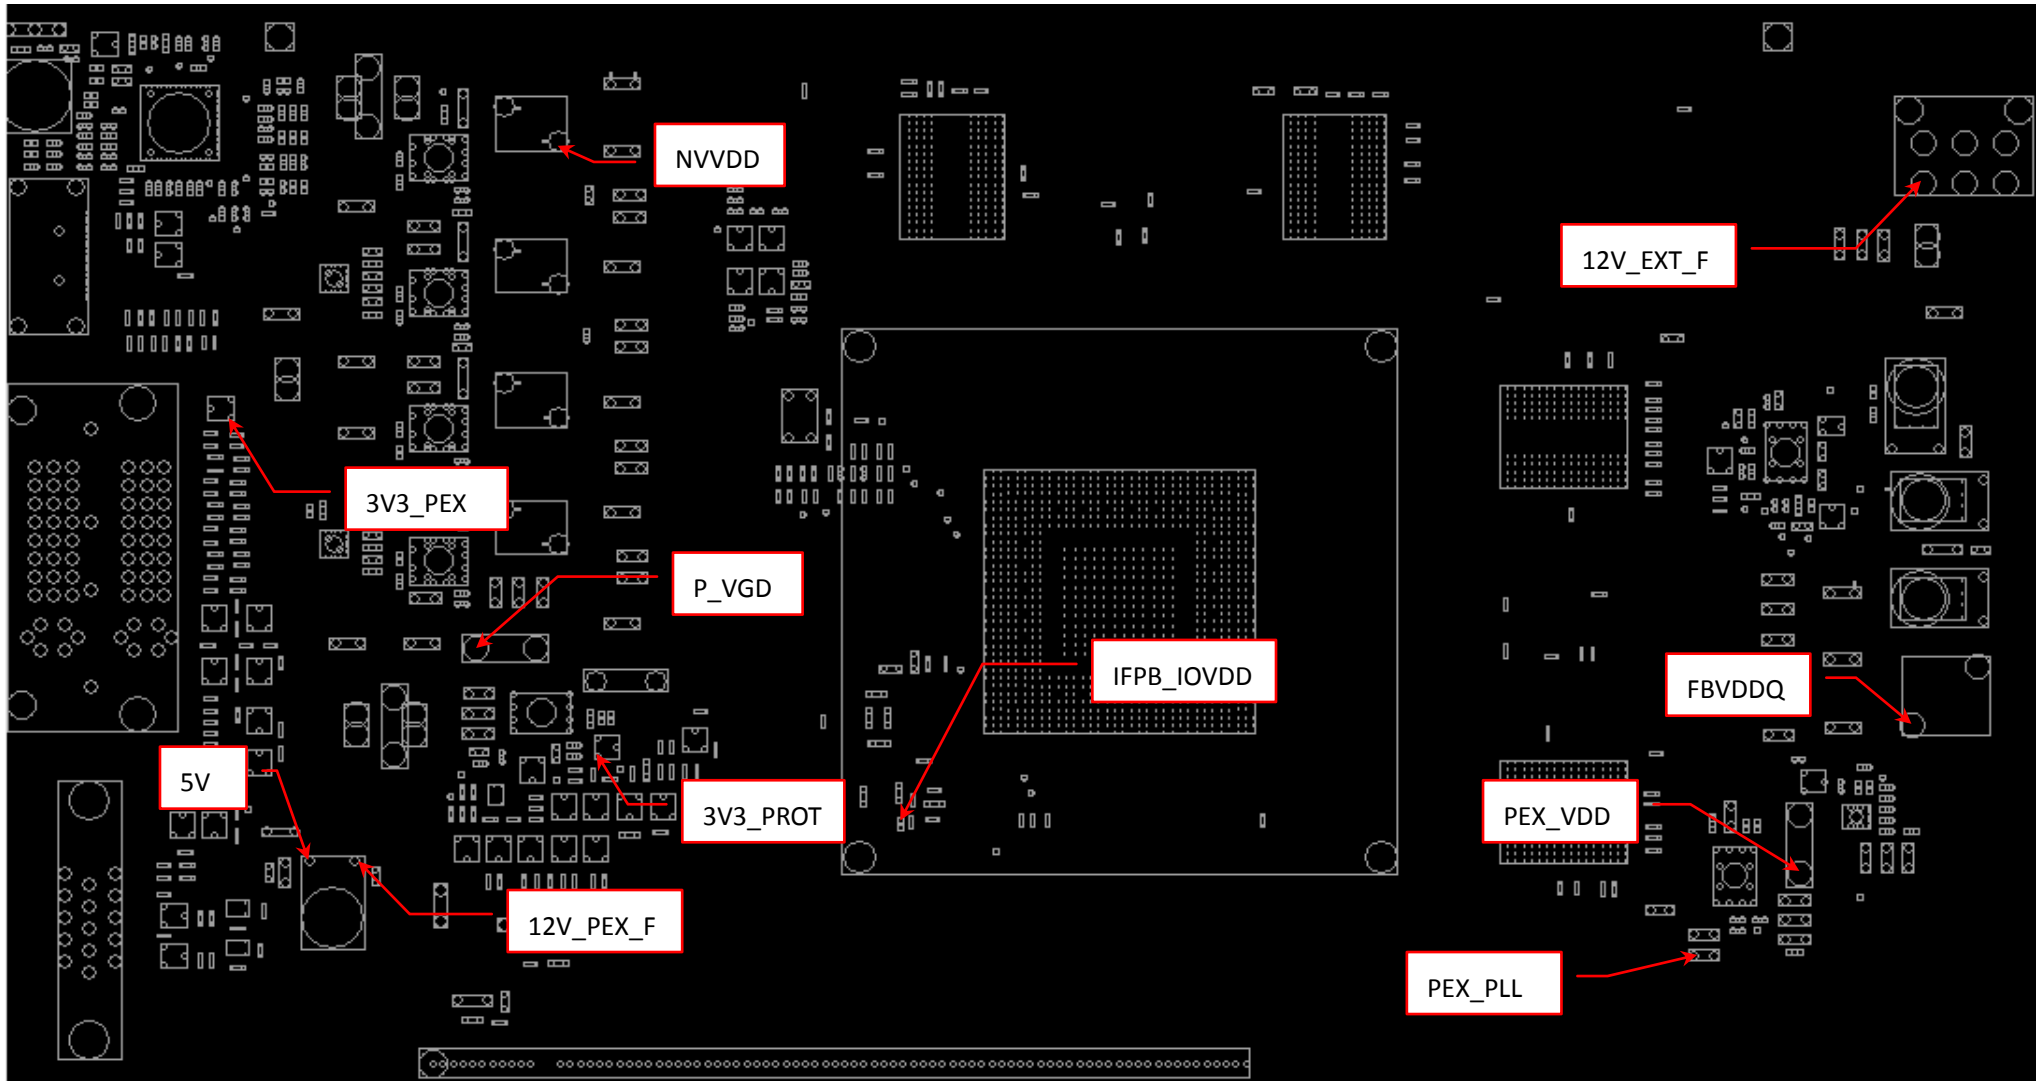 NVVDD
12V_EXT_F
3V3_PEX
P_VGD
IFPB_IOVDD
FBVDDQ
5V
3V3_PROT
PEX_VDD
12V_PEX_F
PEX_PLL